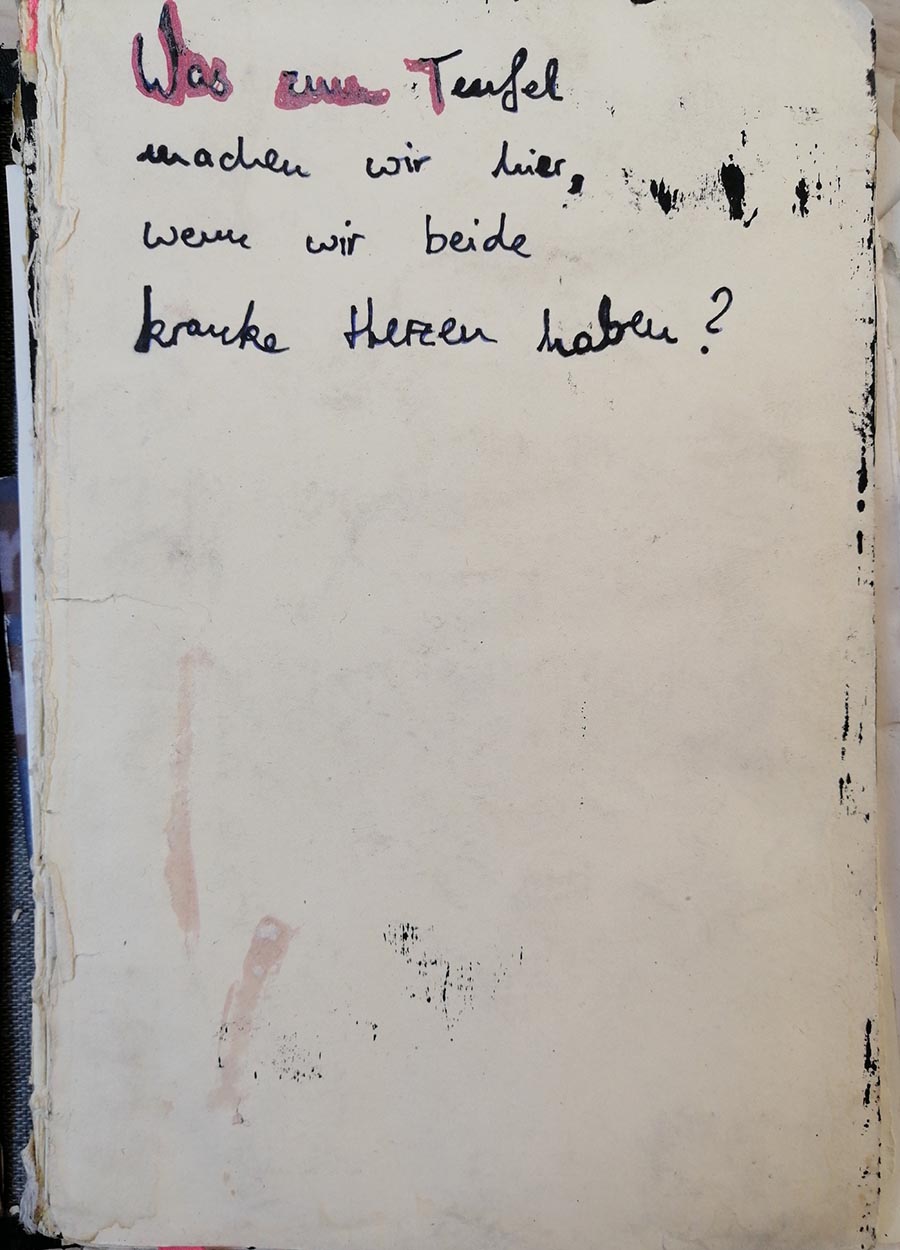 Was zum Teufel
machen wir hier,
wenn wir beide
kranke Herzen haben?